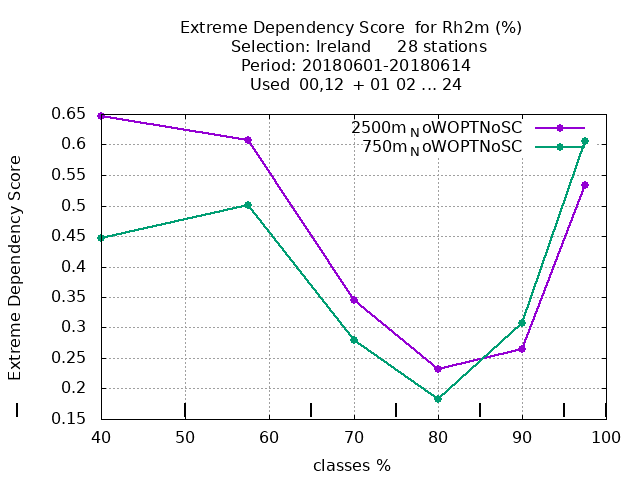 Extreme Dependency Score  for Rh2m (%)
Selection: Ireland     28 stations
Period: 20180601-20180614
Used  00,12  + 01 02 ... 24
2500m_NoWOPTNoSC
750m_NoWOPTNoSC
Extreme Dependency Score
0.65
0.6
0.55
0.5
0.45
0.4
0.35
0.3
0.25
0.2
0.15
40 50 60 70 80 90 100
classes %